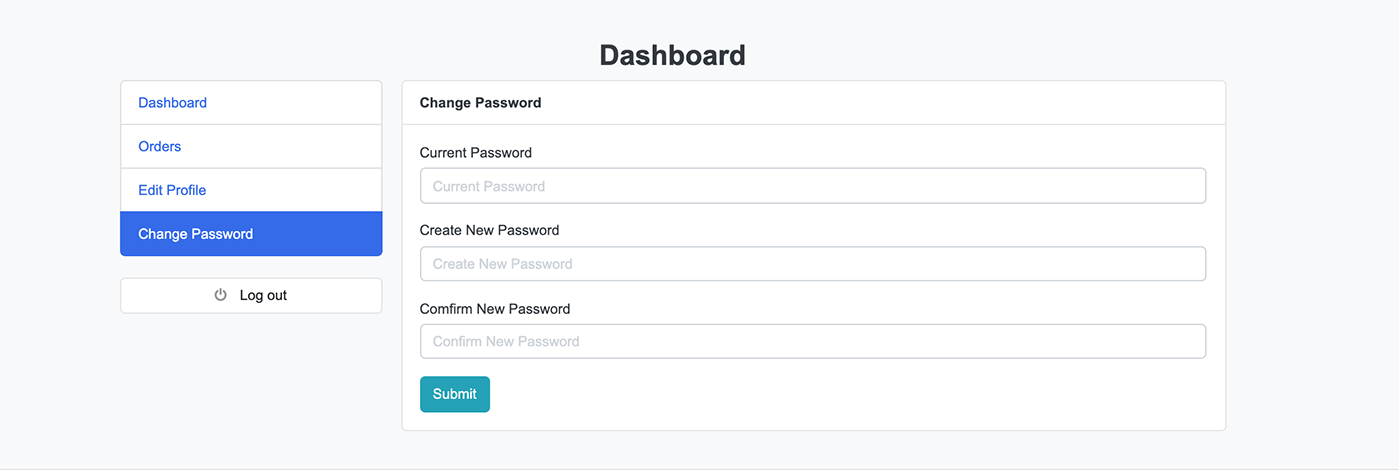 Dashboard
Dashboard
Orders
Edit Profile
Change Password
Log out
Change Password
Current Password
Current Password
Create New Password
Create New Password
Comfirm New Password
Confirm New Password
Submit